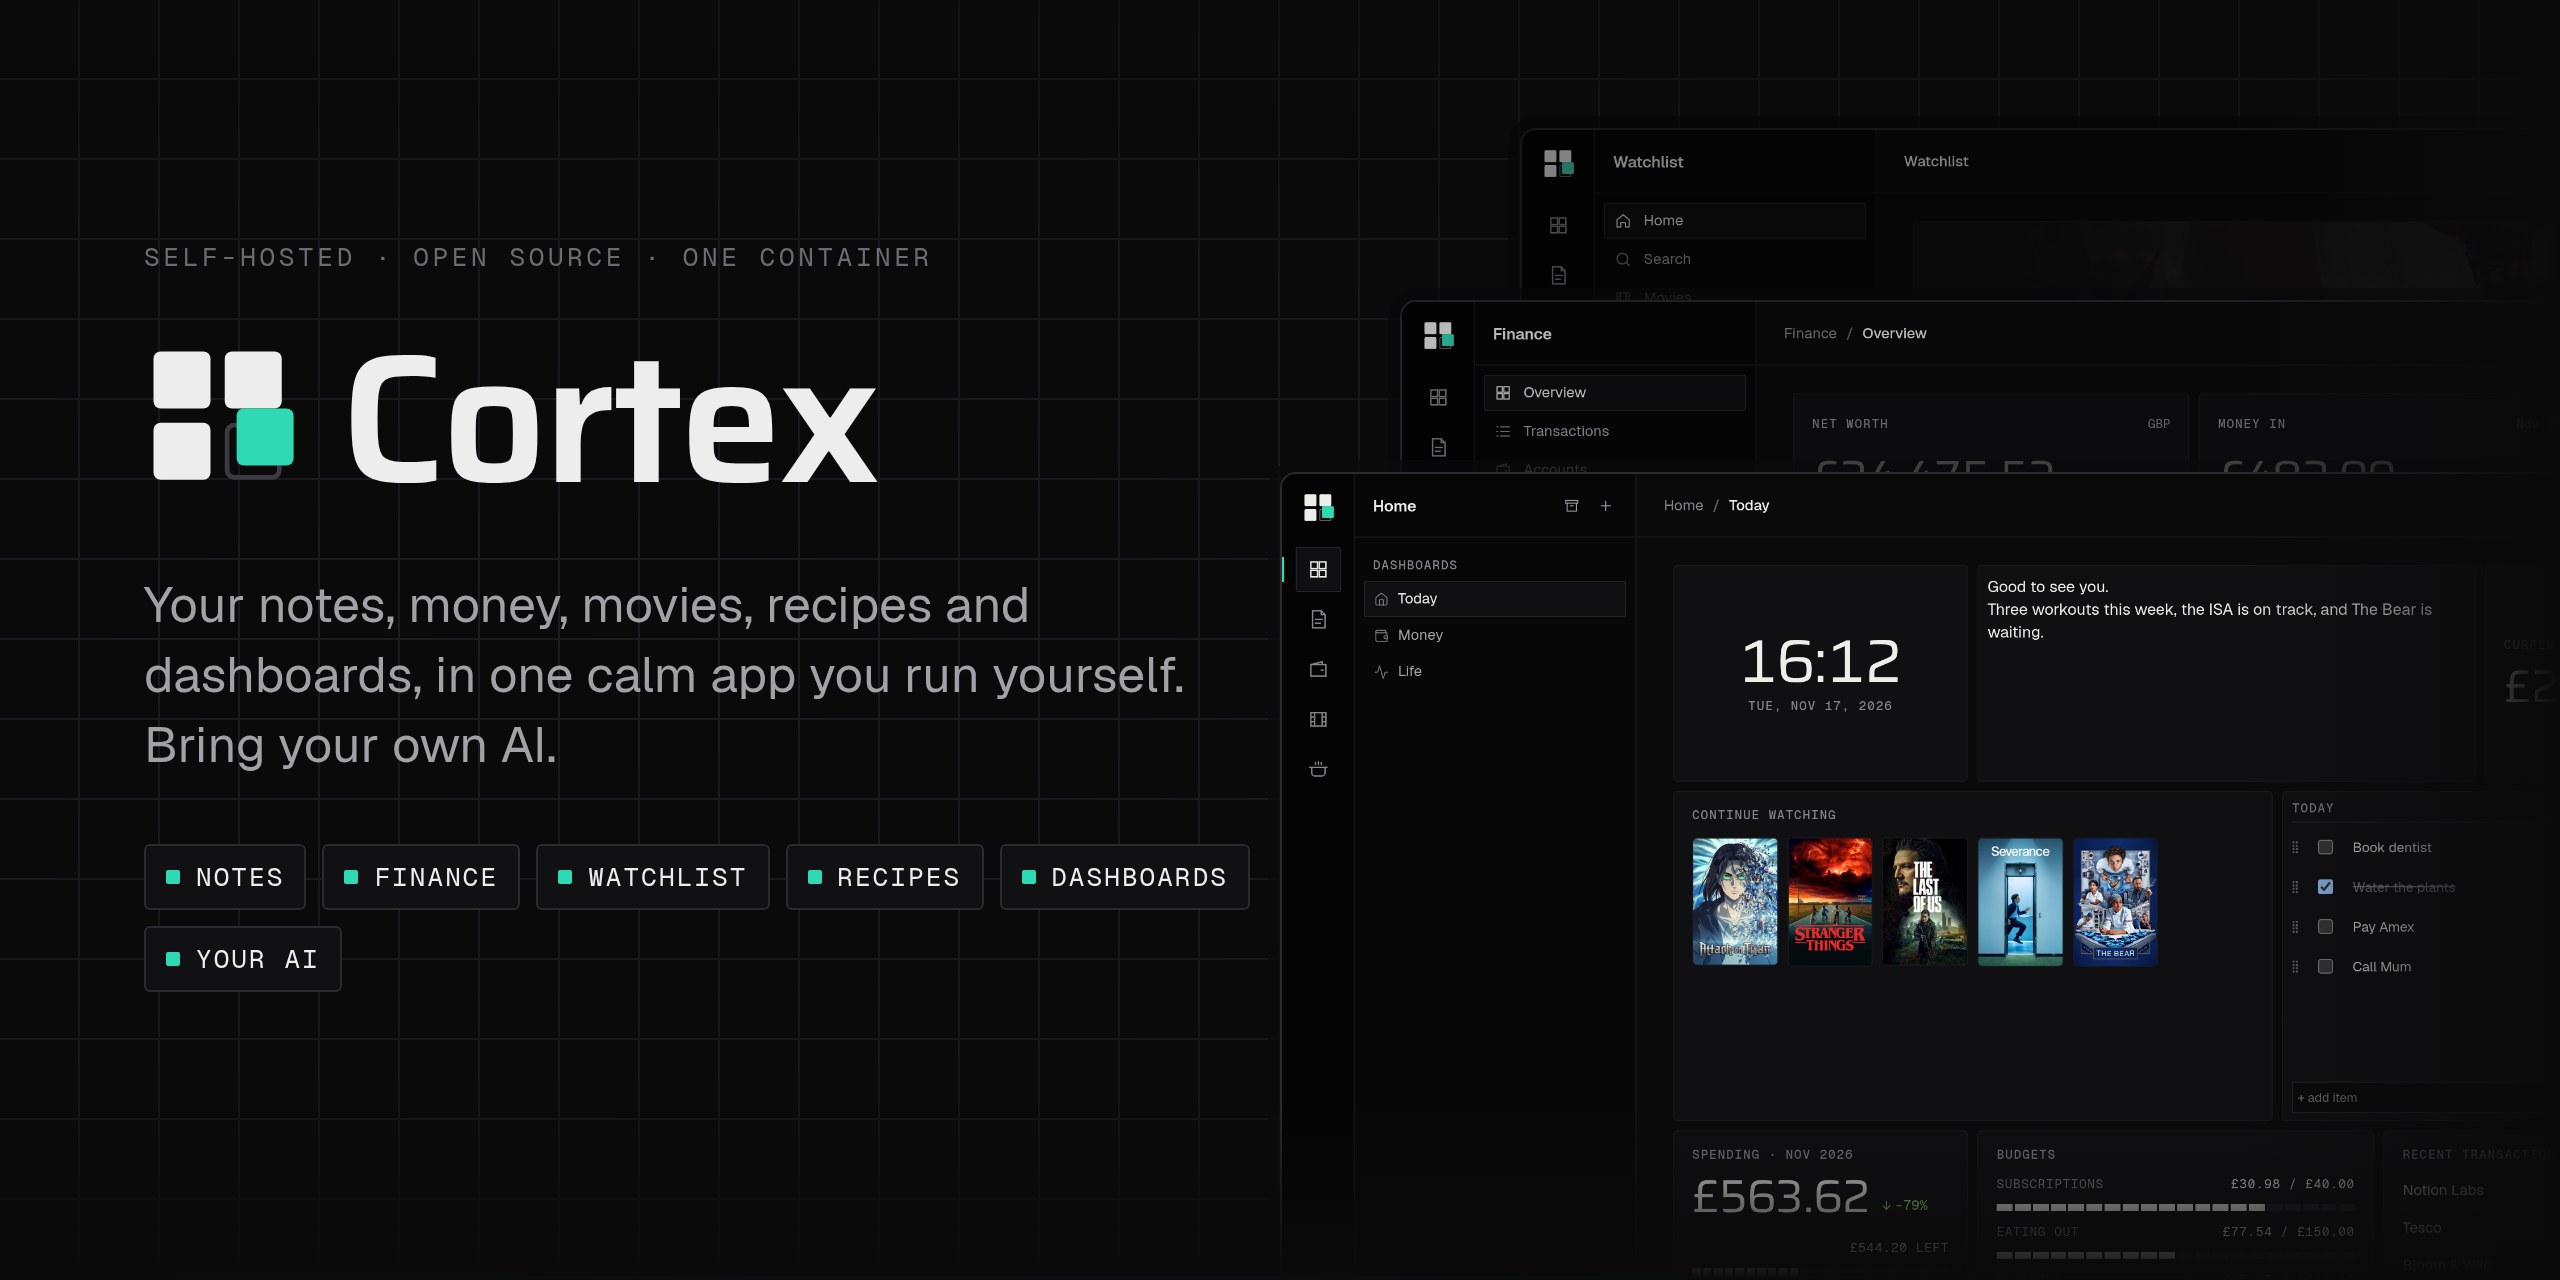 SELF-HOSTED · OPEN SOURCE · ONE CONTAINER
Cortex
Your notes, money, movies, recipes and
dashboards, in one calm app you run yourself.
Bring your own AI.
NOTES
FINANCE
WATCHLIST
RECIPES
DASHBOARDS
YOUR AI
Watchlist
Watchlist
Home
Search
Movies
Finance
Finance / Overview
Overview
Transactions
Accounts
NET WORTH
GBP
MONEY IN
Home
Home / Today
DASHBOARDS
Today
Money
Life
16:12
TUE, NOV 17, 2026
Good to see you.
Three workouts this week, the ISA is on track, and The Bear is
waiting.
CONTINUE WATCHING
Attack on Titan
STRANGER
THINGS
THE
LAST
OF US
Severance
THE BEAR
TODAY
Book dentist
Water the plants
Pay Amex
Call Mum
+ add item
SPENDING · NOV 2026
£563.62
↓ -79%
£544.20 LEFT
BUDGETS
SUBSCRIPTIONS
£30.98 / £40.00
EATING OUT
£77.54 / £150.00
RECENT
Notion Labs
Tesco